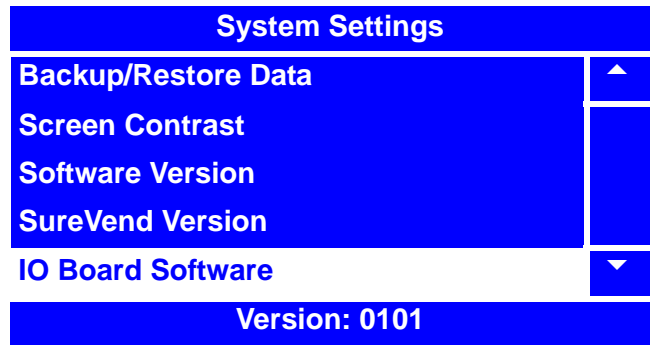 System Settings
Backup/Restore Data
Screen Contrast
Software Version
SureVend Version
IO Board Software
Version: 0101